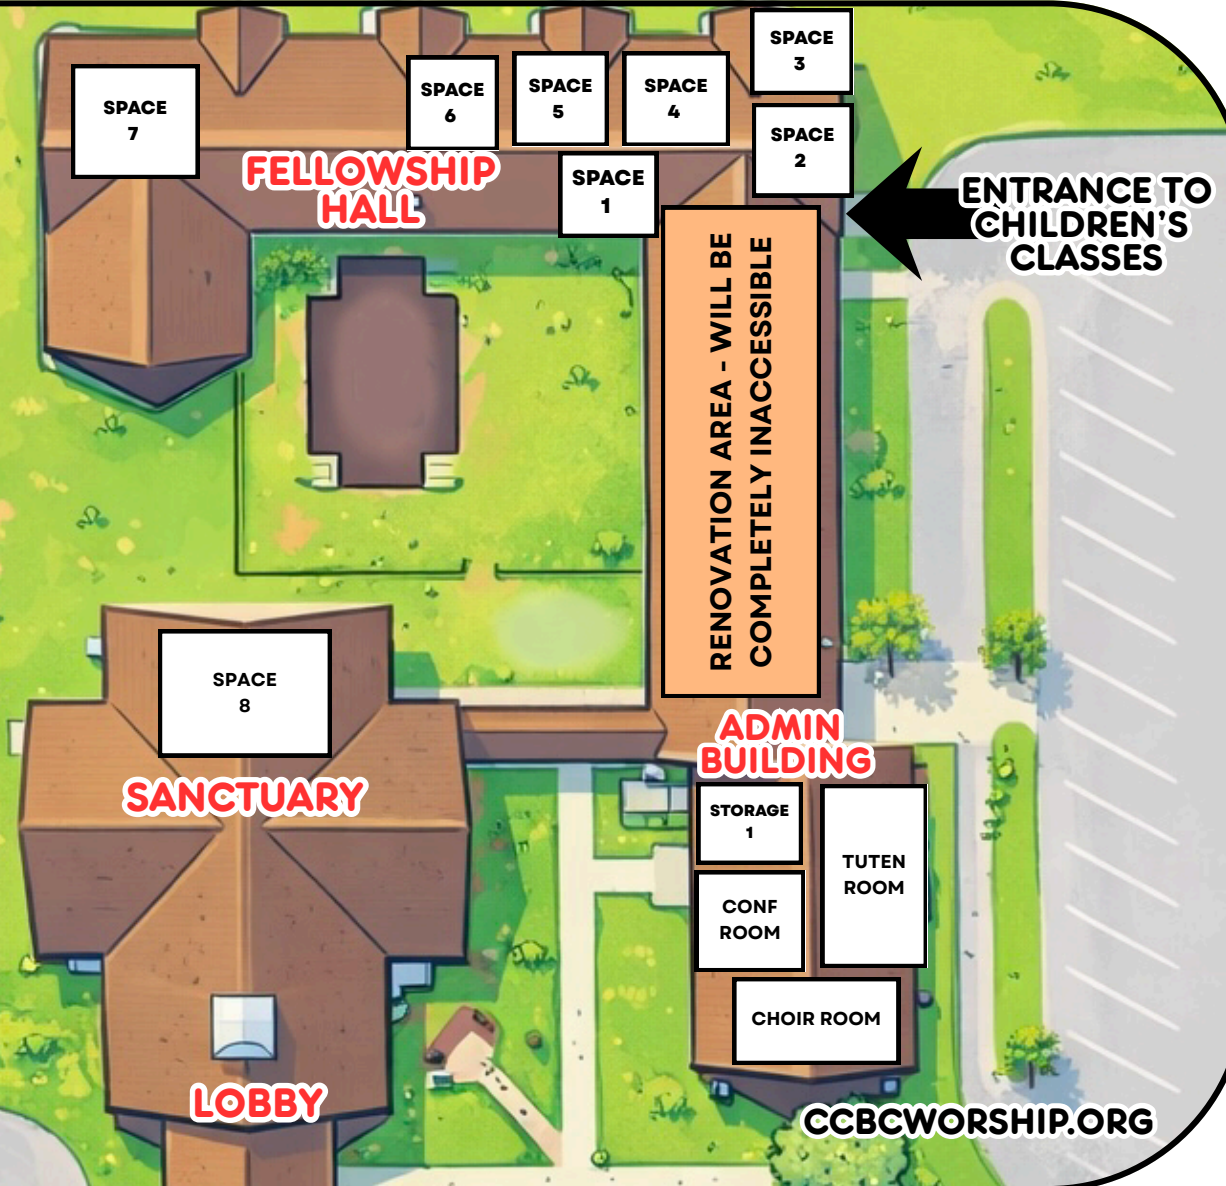 SPACE
3
SPACE
7
SPACE
6
SPACE
5
SPACE
4
SPACE
2
FELLOWSHIP
HALL
SPACE
1
ENTRANCE TO
CHILDREN'S
CLASSES
RENOVATION AREA - WILL BE
COMPLETELY INACCESSIBLE
SPACE
8
SANCTUARY
ADMIN
BUILDING
STORAGE
1
TUTEN
ROOM
CONF
ROOM
CHOIR ROOM
LOBBY
CCBCWORSHIP.ORG